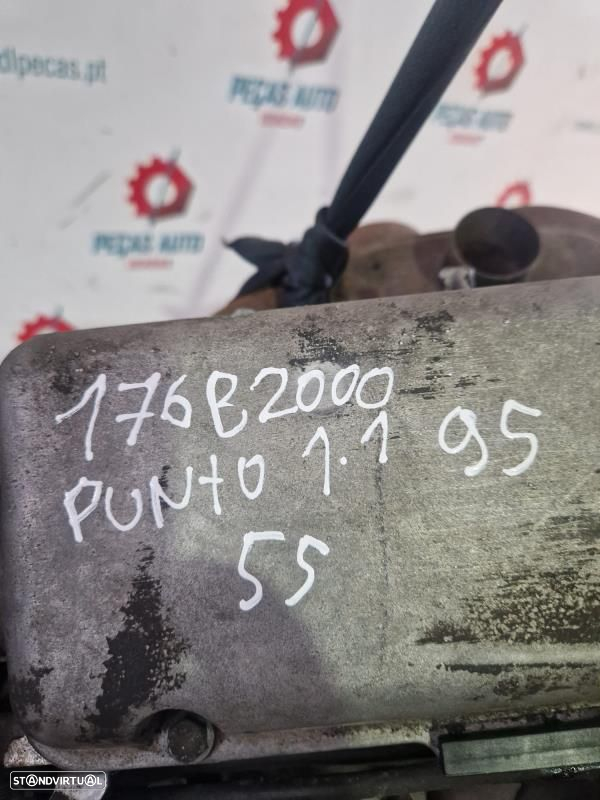 dlpecas.pt
PEÇAS AUTO
PEÇAS AUTO
PEÇAS AUTO
176B2000
PUNTO 1.1 95
55
STANDVIRTUAL